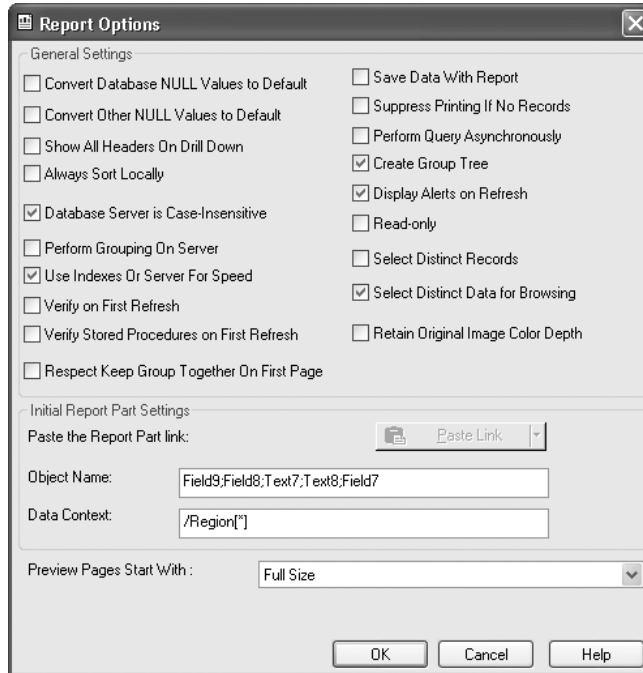 Report Options
General Settings
Convert Database NULL Values to Default
Convert Other NULL Values to Default
Show All Headers On Drill Down
Always Sort Locally
Database Server is Case-Insensitive
Perform Grouping On Server
Use Indexes Or Server For Speed
Verify on First Refresh
Verify Stored Procedures on First Refresh
Respect Keep Group Together On First Page
Save Data With Report
Suppress Printing If No Records
Perform Query Asynchronously
Create Group Tree
Display Alerts on Refresh
Read-only
Select Distinct Records
Select Distinct Data for Browsing
Retain Original Image Color Depth
Initial Report Part Settings
Paste the Report Part link:
Paste Link
Object Name:
Field9;Field8;Text7;Text8;Field7
Data Context:
/Region[*]
Preview Pages Start With :
Full Size
OK
Cancel
Help